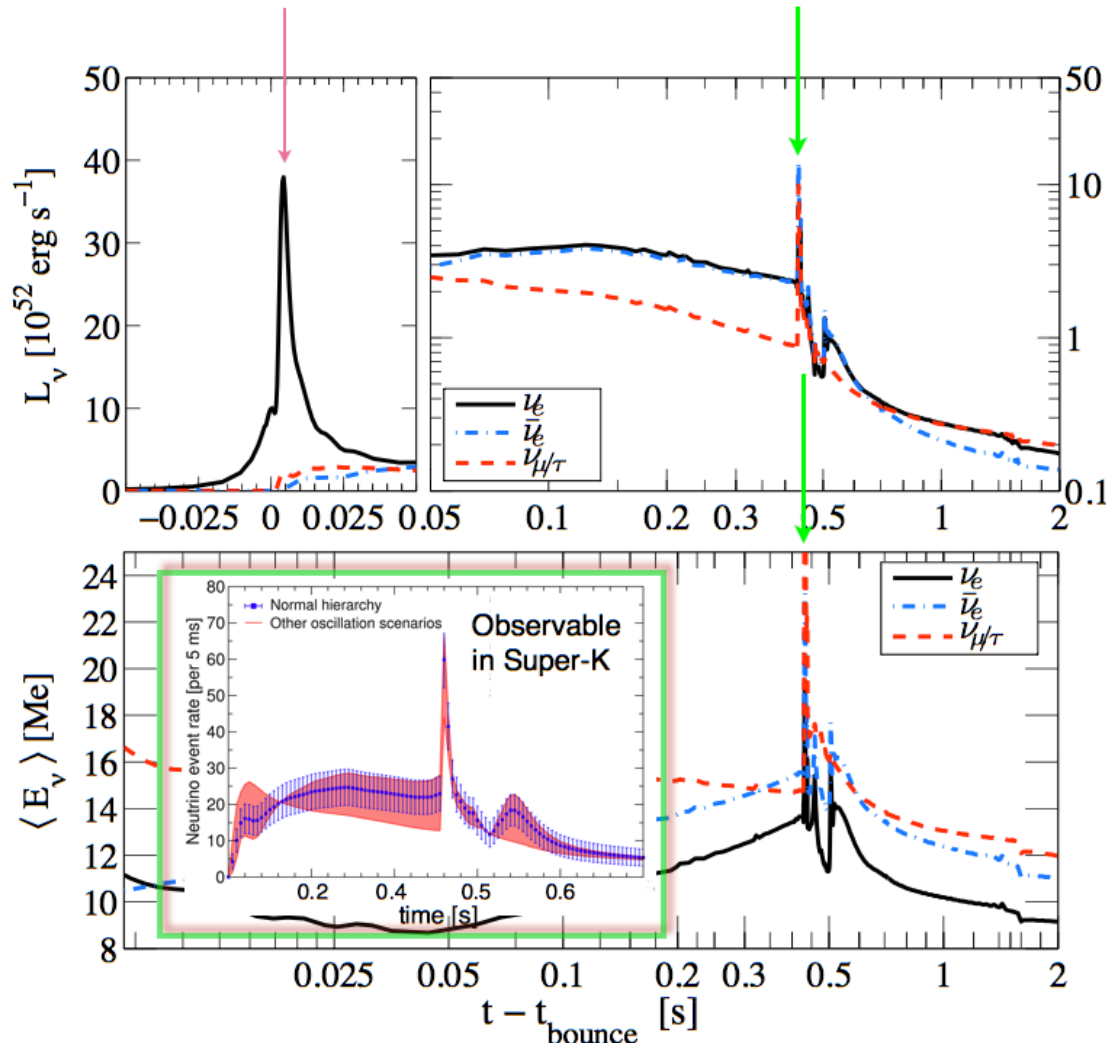 50
40
30
20
10
0
L_ν [10^52 erg s^−1]
50
10
1
0.1
ν_e
ν̄_e
ν_μ/τ
−0.025 0 0.025 0.05 0.1 0.2 0.3 0.5 1 2
24
22
20
18
16
14
12
10
8
⟨E_ν⟩ [Me]
ν_e
ν̄_e
ν_μ/τ
Normal hierarchy
Other oscillation scenarios
Observable
in Super-K
Neutrino event rate [per 5 ms]
80
70
60
50
40
30
20
10
0
0.2 0.4 0.5 0.6
time [s]
0.025 0.05 0.1 0.2 0.3 0.5 1 2
t − t_bounce [s]